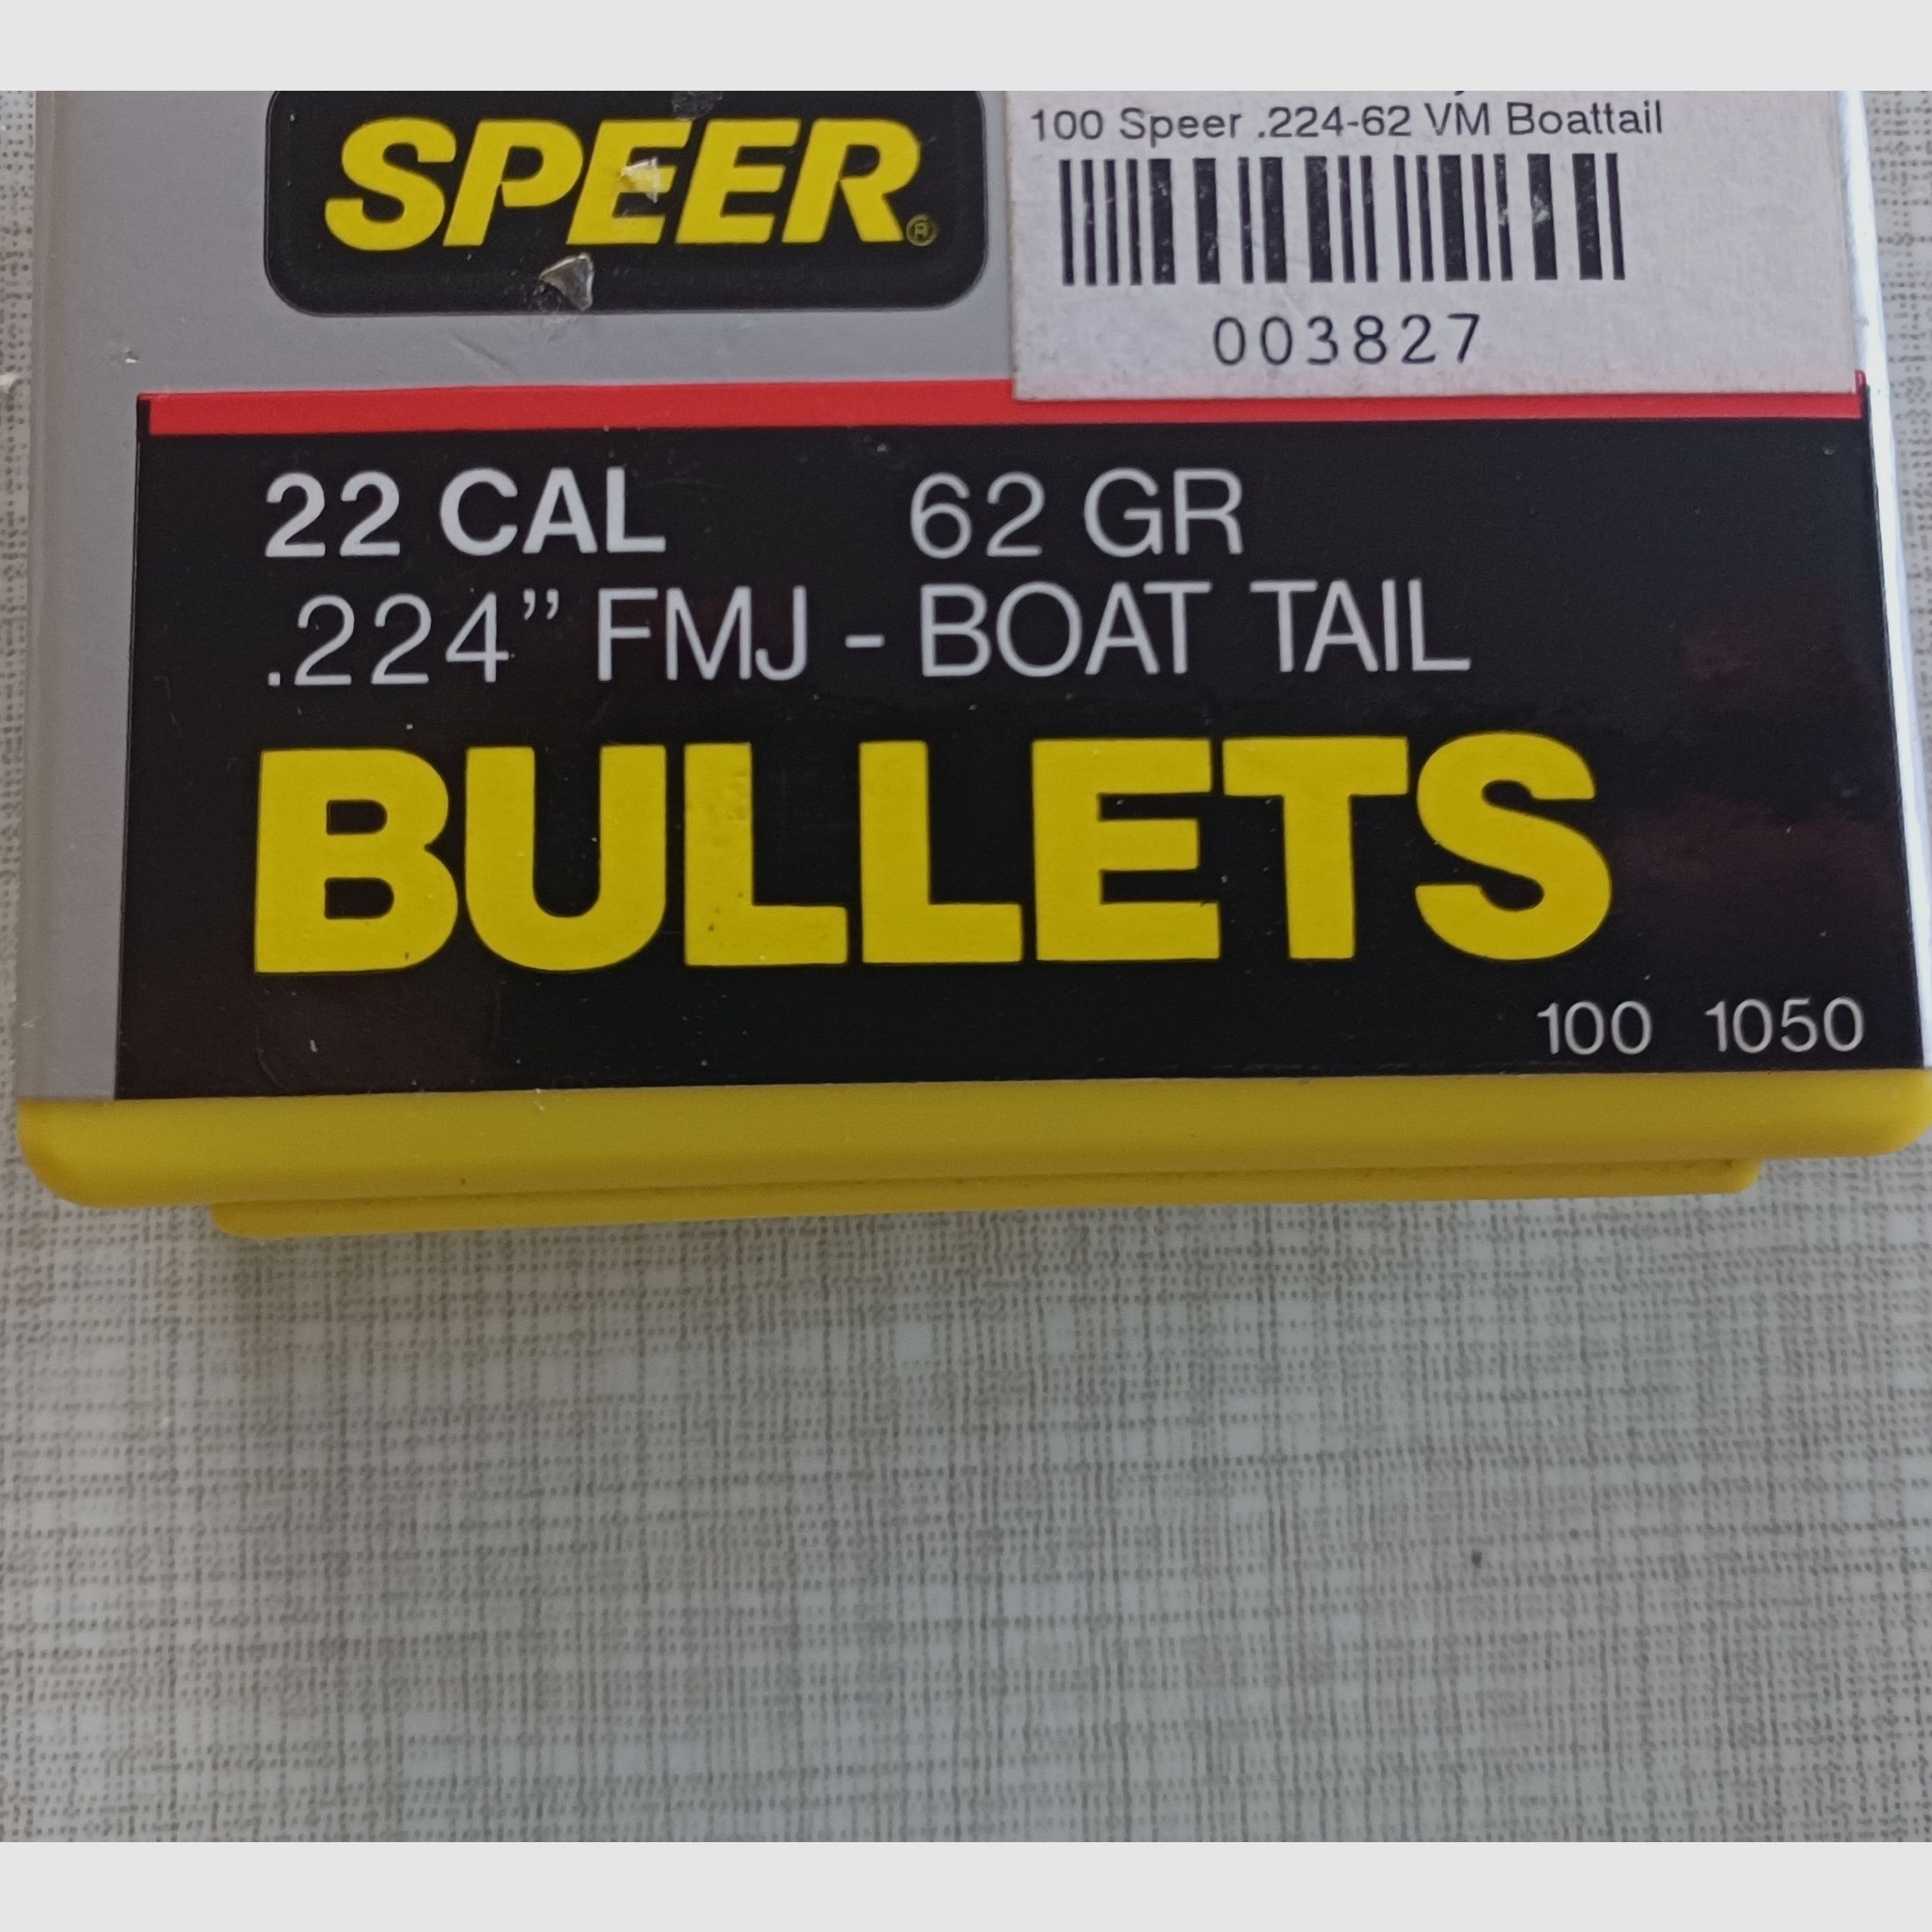 SPEER®
100 Speer .224-62 VM Boattail
003827
22 CAL 62 GR
.224” FMJ - BOAT TAIL
BULLETS
100 1050